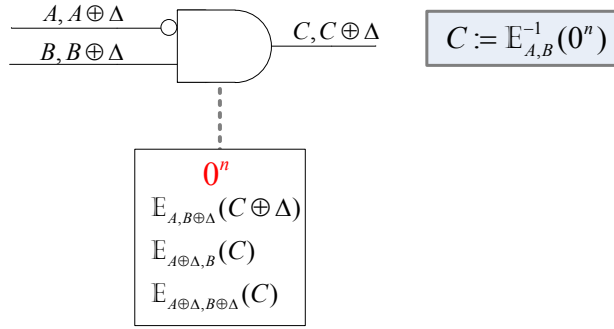 A, A ⊕ Δ
B, B ⊕ Δ
C, C ⊕ Δ
C := 𝔼⁻¹_{A,B}(0ⁿ)
0ⁿ
𝔼_{A,B⊕Δ}(C ⊕ Δ)
𝔼_{A⊕Δ,B}(C)
𝔼_{A⊕Δ,B⊕Δ}(C)